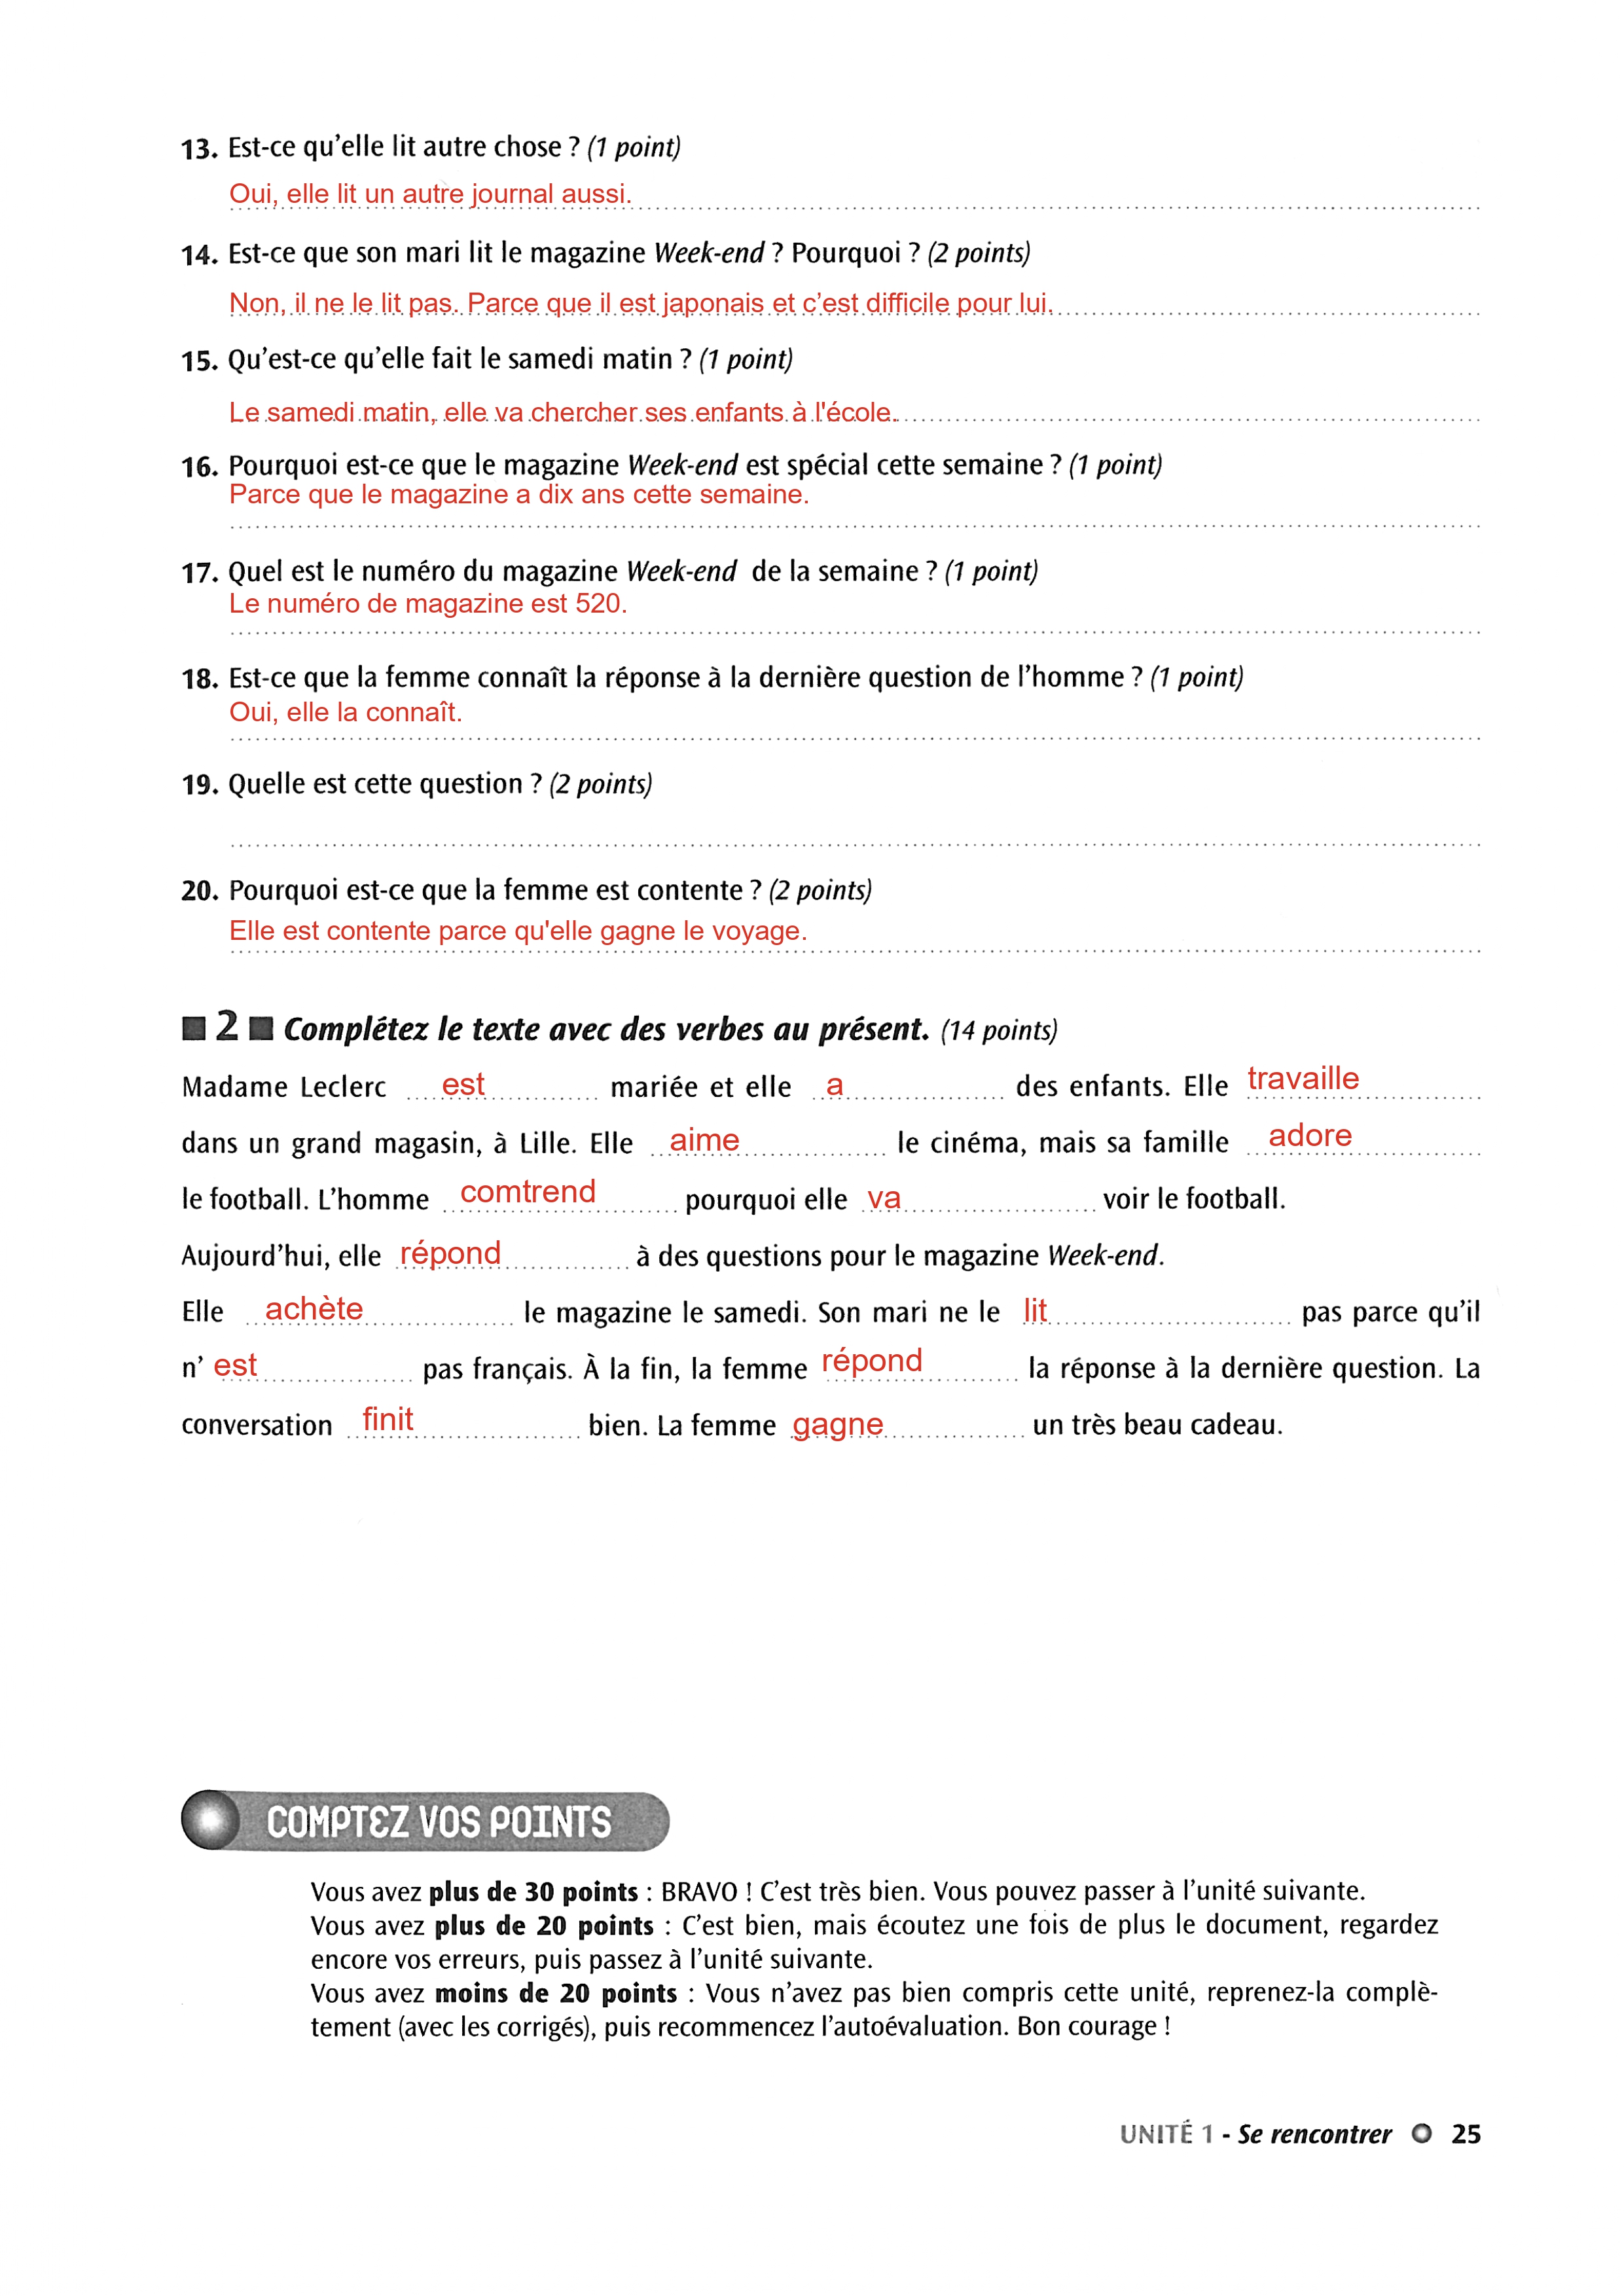 13. Est-ce qu'elle lit autre chose ? (1 point)
Oui, elle lit un autre journal aussi.
14. Est-ce que son mari lit le magazine Week-end ? Pourquoi ? (2 points)
Non, il ne le lit pas. Parce que il est japonais et c'est difficile pour lui.
15. Qu'est-ce qu'elle fait le samedi matin ? (1 point)
Le samedi matin, elle va chercher ses enfants à l'école.
16. Pourquoi est-ce que le magazine Week-end est spécial cette semaine ? (1 point)
Parce que le magazine a dix ans cette semaine.
17. Quel est le numéro du magazine Week-end de la semaine ? (1 point)
Le numéro de magazine est 520.
18. Est-ce que la femme connaît la réponse à la dernière question de l'homme ? (1 point)
Oui, elle la connaît.
19. Quelle est cette question ? (2 points)
20. Pourquoi est-ce que la femme est contente ? (2 points)
Elle est contente parce qu'elle gagne le voyage.
■ 2 ■ Complétez le texte avec des verbes au présent. (14 points)
Madame Leclerc est mariée et elle a des enfants. Elle travaille
dans un grand magasin, à Lille. Elle aime le cinéma, mais sa famille adore
le football. L'homme comtrend pourquoi elle va voir le football.
Aujourd'hui, elle répond à des questions pour le magazine Week-end.
Elle achète le magazine le samedi. Son mari ne le lit pas parce qu'il
n' est pas français. À la fin, la femme répond la réponse à la dernière question. La
conversation finit bien. La femme gagne un très beau cadeau.
COMPTEZ VOS POINTS
Vous avez plus de 30 points : BRAVO ! C'est très bien. Vous pouvez passer à l'unité suivante.
Vous avez plus de 20 points : C'est bien, mais écoutez une fois de plus le document, regardez
encore vos erreurs, puis passez à l'unité suivante.
Vous avez moins de 20 points : Vous n'avez pas bien compris cette unité, reprenez-la complè-
tement (avec les corrigés), puis recommencez l'autoévaluation. Bon courage !
UNITÉ 1 - Se rencontrer 25